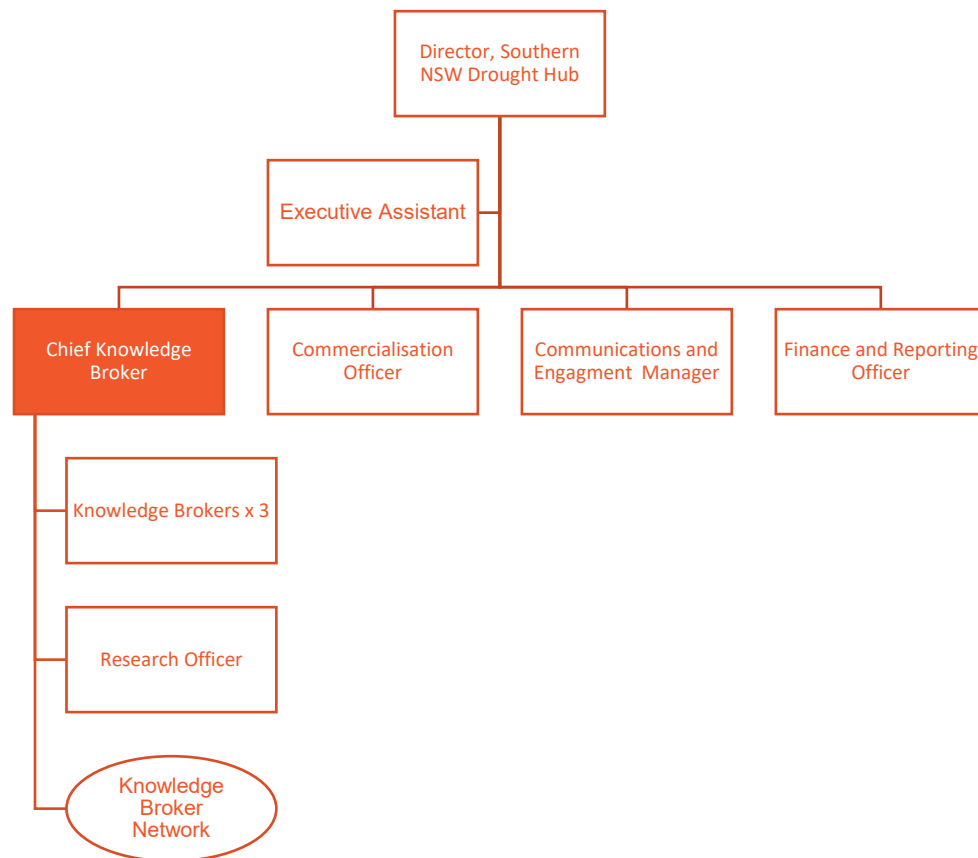 Director, Southern
NSW Drought Hub
Executive Assistant
Chief Knowledge
Broker
Commercialisation
Officer
Communications and
Engagment Manager
Finance and Reporting
Officer
Knowledge Brokers x 3
Research Officer
Knowledge
Broker
Network